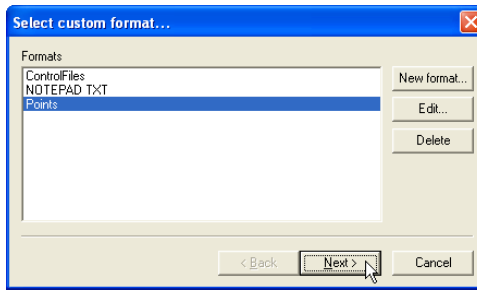 Select custom format...
Formats
ControlFiles
NOTEPAD TXT
Points
New format...
Edit...
Delete
< Back
Next >
Cancel